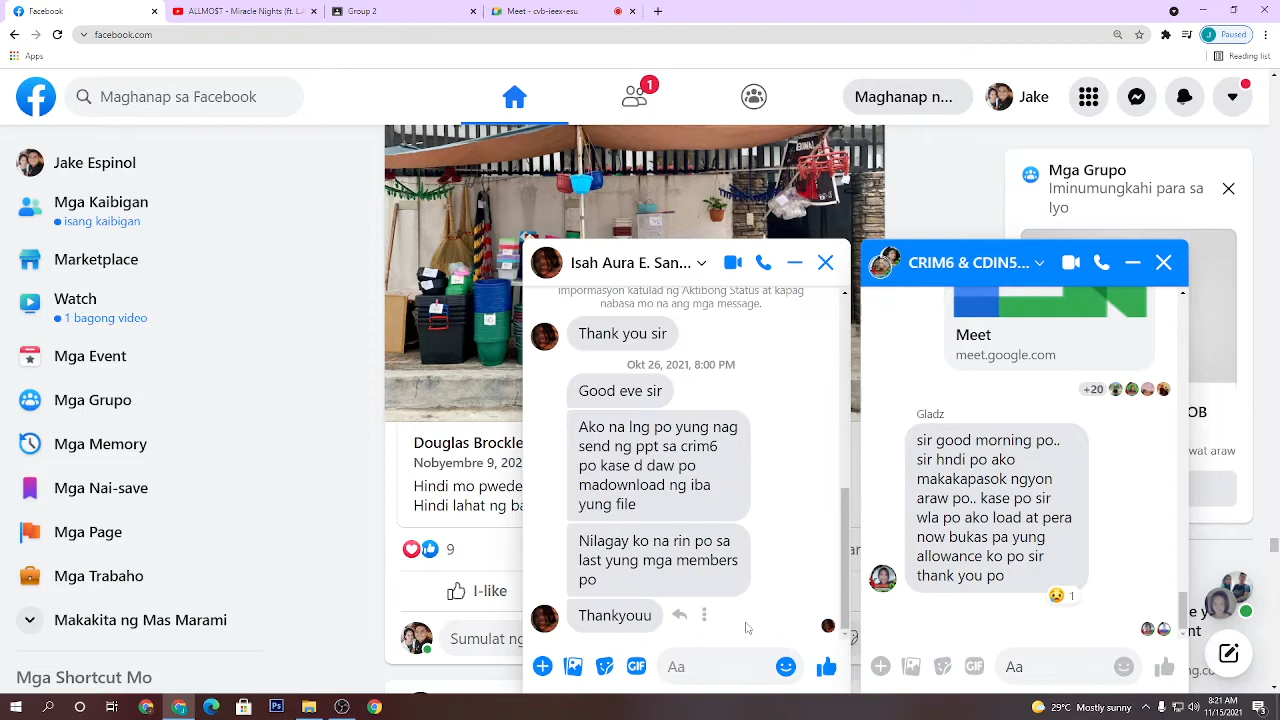 Facebook
ALLMO$T - Miracle Nights (ft. L
Group 2
Meet - cvb-ieex-esu
facebook.com
J
Paused
Apps
Reading list
Maghanap sa Facebook
1
Maghanap n...
Jake
Jake Espinol
Mga Kaibigan
isang kaibigan
Marketplace
Watch
1 bagong video
Mga Event
Mga Grupo
Mga Memory
Mga Nai-save
Mga Page
Mga Trabaho
Makakita ng Mas Marami
Mga Shortcut Mo
Douglas Brockle
Nobyembre 9, 202
Hindi mo pwede
Hindi lahat ng ba
9
I-like
Sumulat ng
Mga Grupo
Iminumungkahi para sa
Iyo
OB
wat araw
Isah Aura E. San...
impormasyon katulad ng Aktibong Status at kapag
nabasa mo na ang mga message.
Thank you sir
Okt 26, 2021, 8:00 PM
Good eve sir
Ako na lng po yung nag
send ng ppt sa crim6
po kase d daw po
madownload ng iba
yung file
Nilagay ko na rin po sa
last yung mga members
po
Thankyouu
GIF
Aa
CRIM6 & CDIN5...
Meet
meet.google.com
+20
Gladz
sir good morning po..
sir hndi po ako
makakapasok ngyon
araw po.. kase po sir
wla po ako load at pera
now bukas pa yung
allowance ko po sir
thank you po
1
GIF
Aa
29°C Mostly sunny
8:21 AM
11/15/2021
3